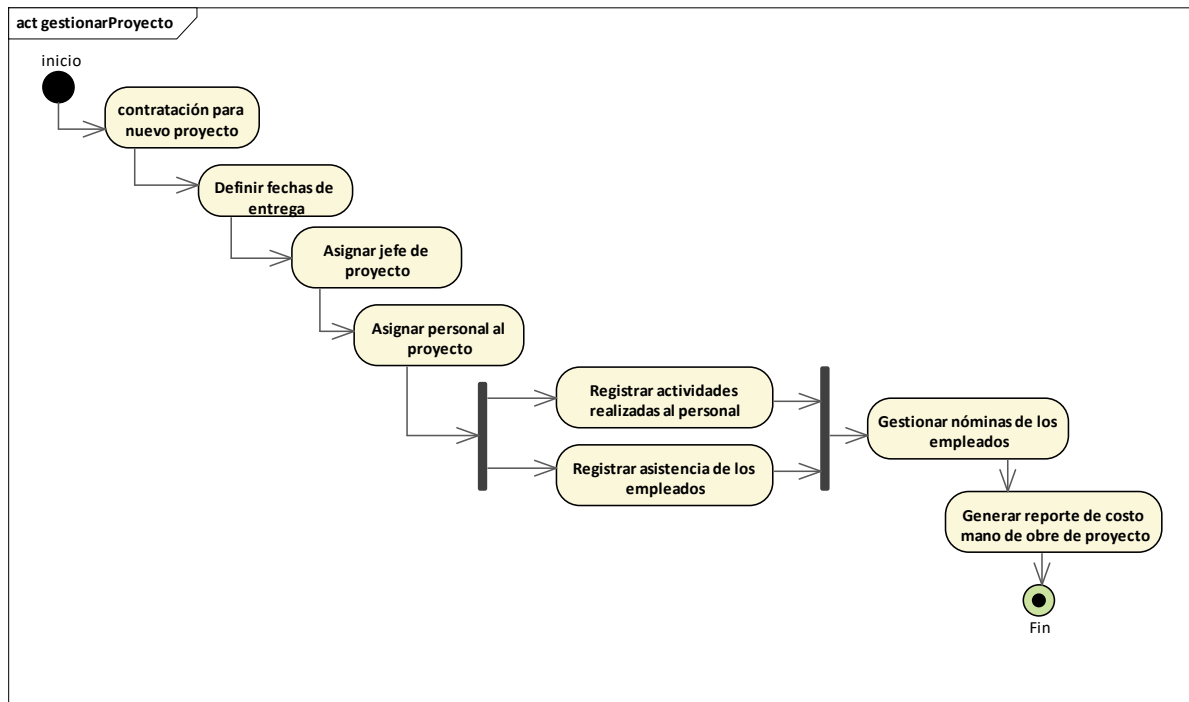 act gestionarProyecto
inicio
contratación para
nuevo proyecto
Definir fechas de
entrega
Asignar jefe de
proyecto
Asignar personal al
proyecto
Registrar actividades
realizadas al personal
Registrar asistencia de los
empleados
Gestionar nóminas de los
empleados
Generar reporte de costo
mano de obre de proyecto
Fin